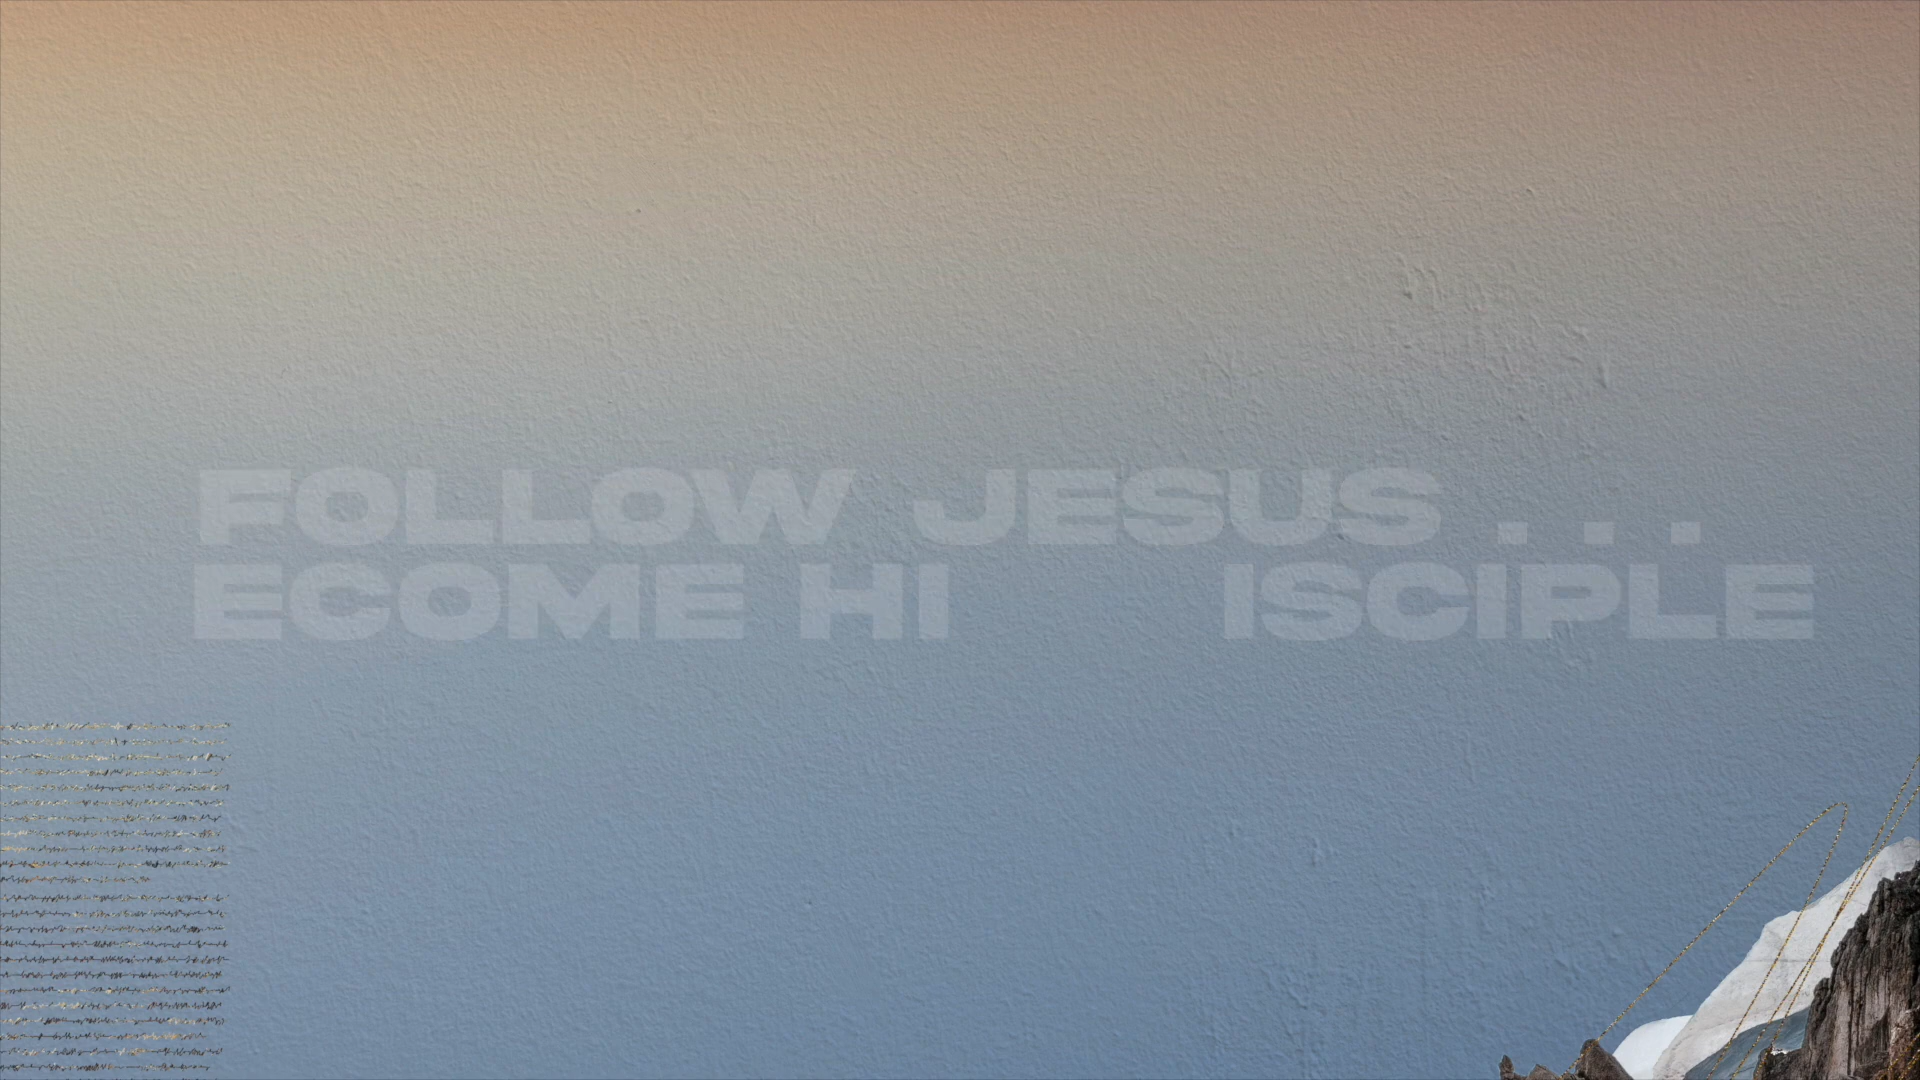 FOLLOW JESUS . . .
ECOME HI ISCIPLE